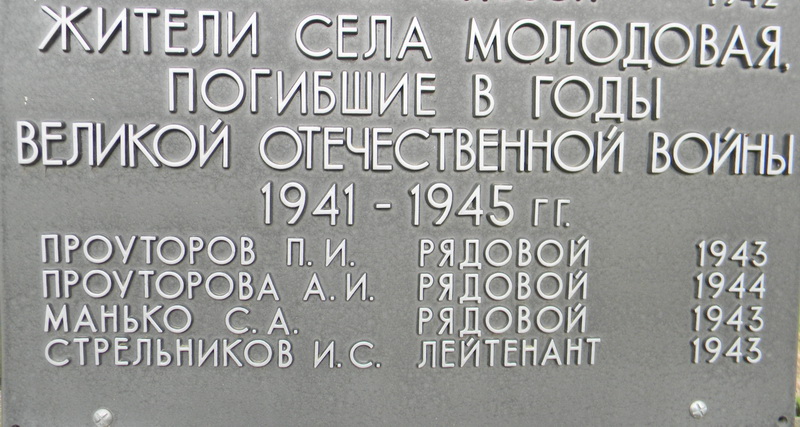 1942
ЖИТЕЛИ СЕЛА МОЛОДОВАЯ,
ПОГИБШИЕ В ГОДЫ
ВЕЛИКОЙ ОТЕЧЕСТВЕННОЙ ВОЙНЫ
1941 - 1945 ГГ.
ПРОУТОРОВ П. И. РЯДОВОЙ 1943
ПРОУТОРОВА А. И. РЯДОВОЙ 1944
МАНЬКО С. А. РЯДОВОЙ 1943
СТРЕЛЬНИКОВ И. С. ЛЕЙТЕНАНТ 1943